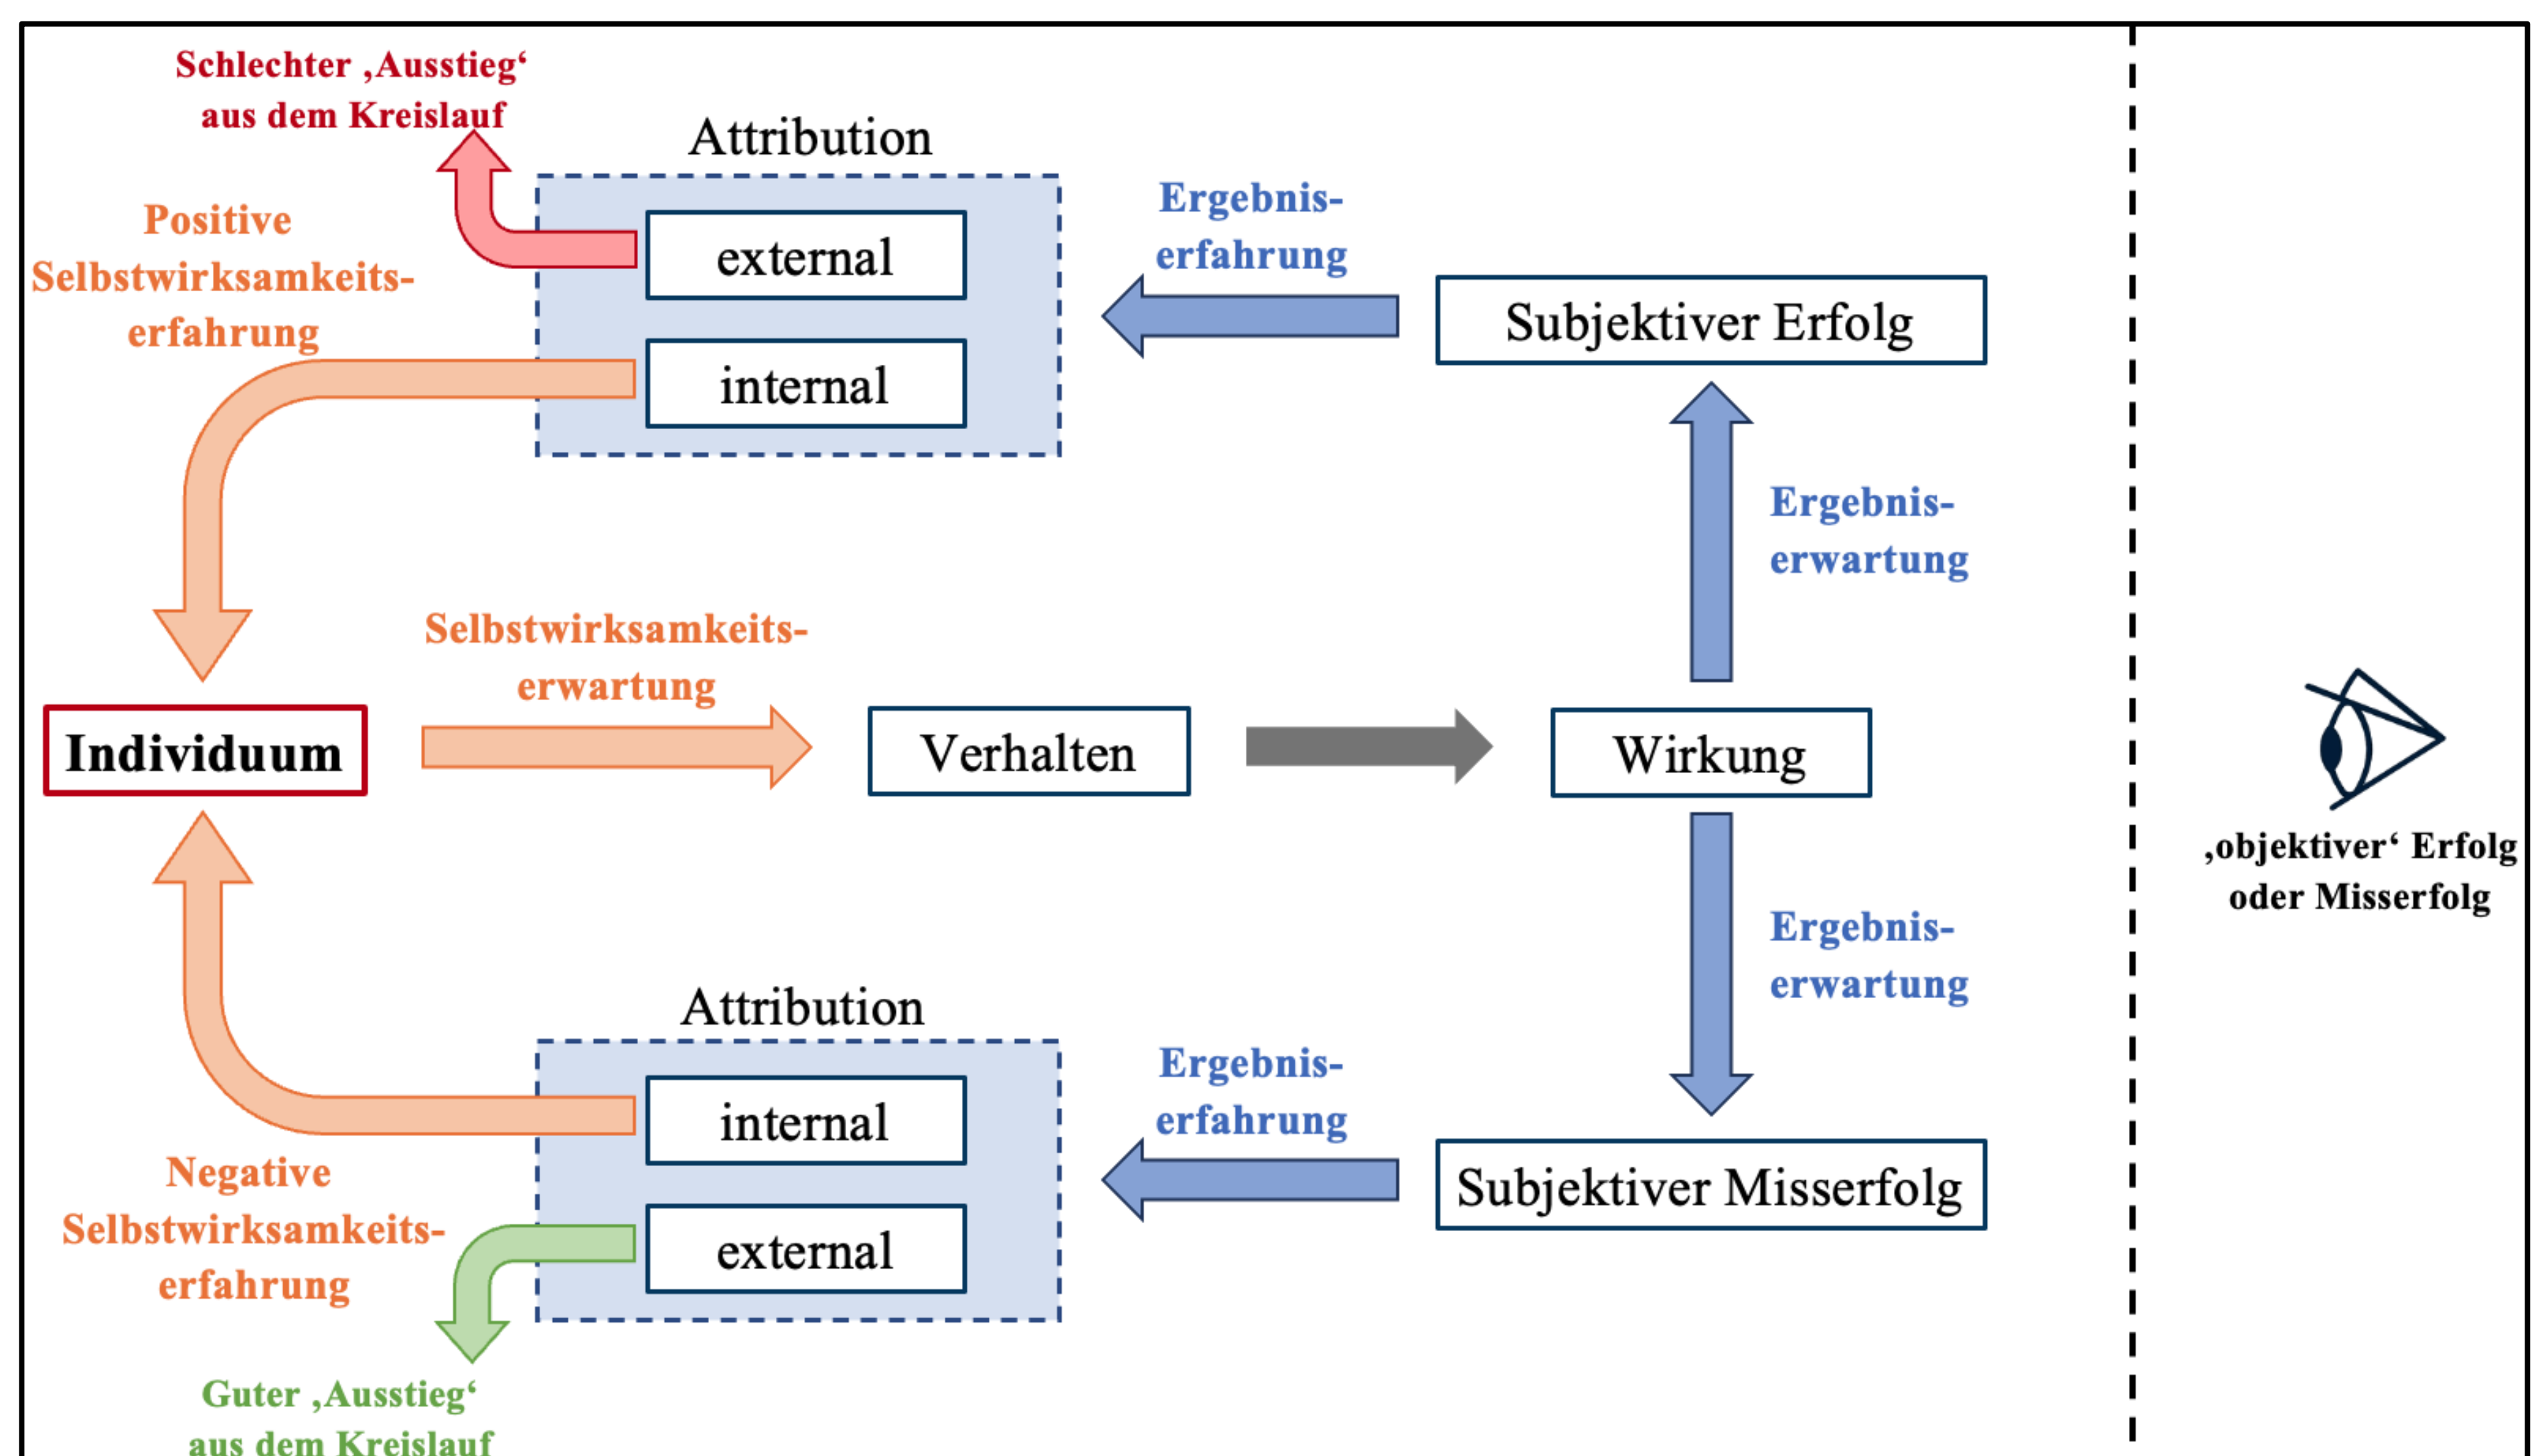 Schlechter ‚Ausstieg‘
aus dem Kreislauf
Attribution
external
internal
Positive
Selbstwirksamkeits-
erfahrung
Ergebnis-
erfahrung
Subjektiver Erfolg
Ergebnis-
erwartung
Individuum
Selbstwirksamkeits-
erwartung
Verhalten
Wirkung
‚objektiver‘ Erfolg
oder Misserfolg
Ergebnis-
erwartung
Attribution
internal
external
Ergebnis-
erfahrung
Subjektiver Misserfolg
Negative
Selbstwirksamkeits-
erfahrung
Guter ‚Ausstieg‘
aus dem Kreislauf